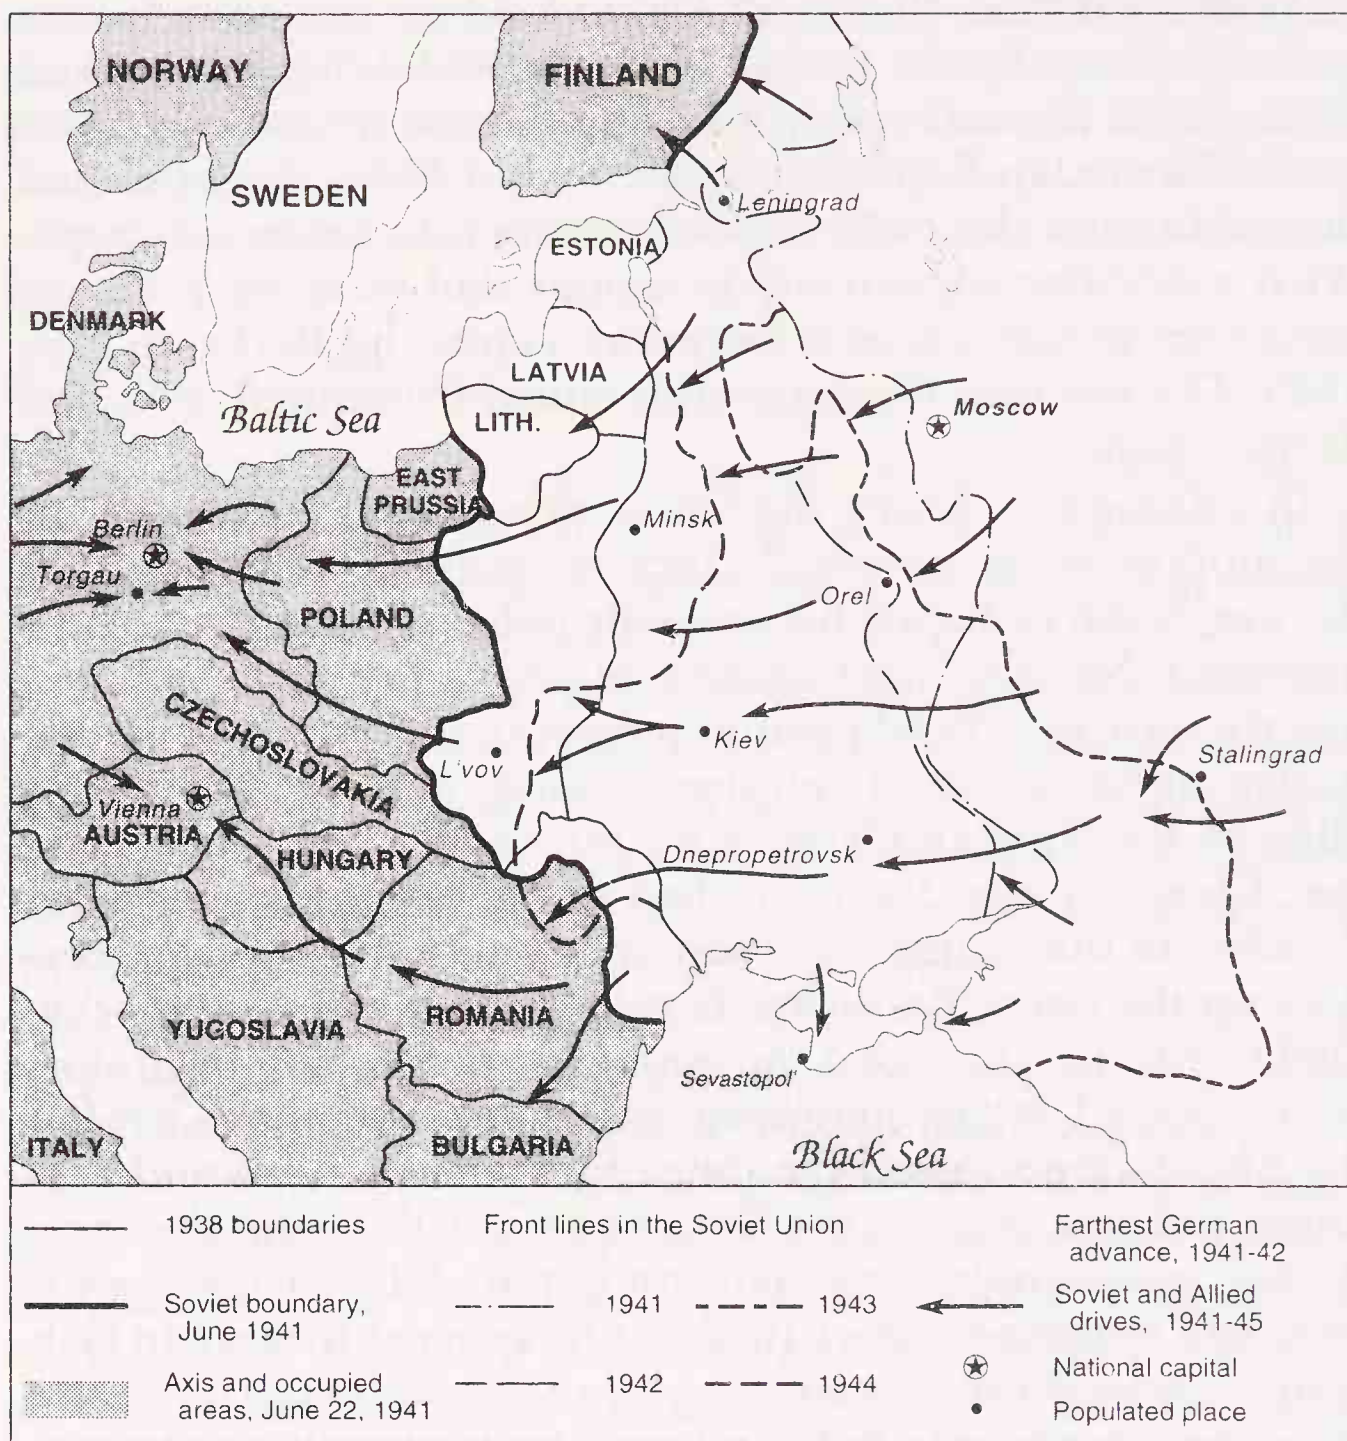 NORWAY
FINLAND
SWEDEN
Leningrad
ESTONIA
DENMARK
LATVIA
Baltic Sea
LITH.
Moscow
EAST
PRUSSIA
Berlin
Minsk
Torgau
Orel
POLAND
CZECHOSLOVAKIA
Kiev
L'vov
Stalingrad
Vienna
AUSTRIA
HUNGARY
Dnepropetrovsk
ROMANIA
YUGOSLAVIA
Sevastopol'
ITALY
BULGARIA
Black Sea
1938 boundaries
Soviet boundary,
June 1941
Axis and occupied
areas, June 22, 1941
Front lines in the Soviet Union
1941
1943
1942
1944
Farthest German
advance, 1941-42
Soviet and Allied
drives, 1941-45
National capital
Populated place